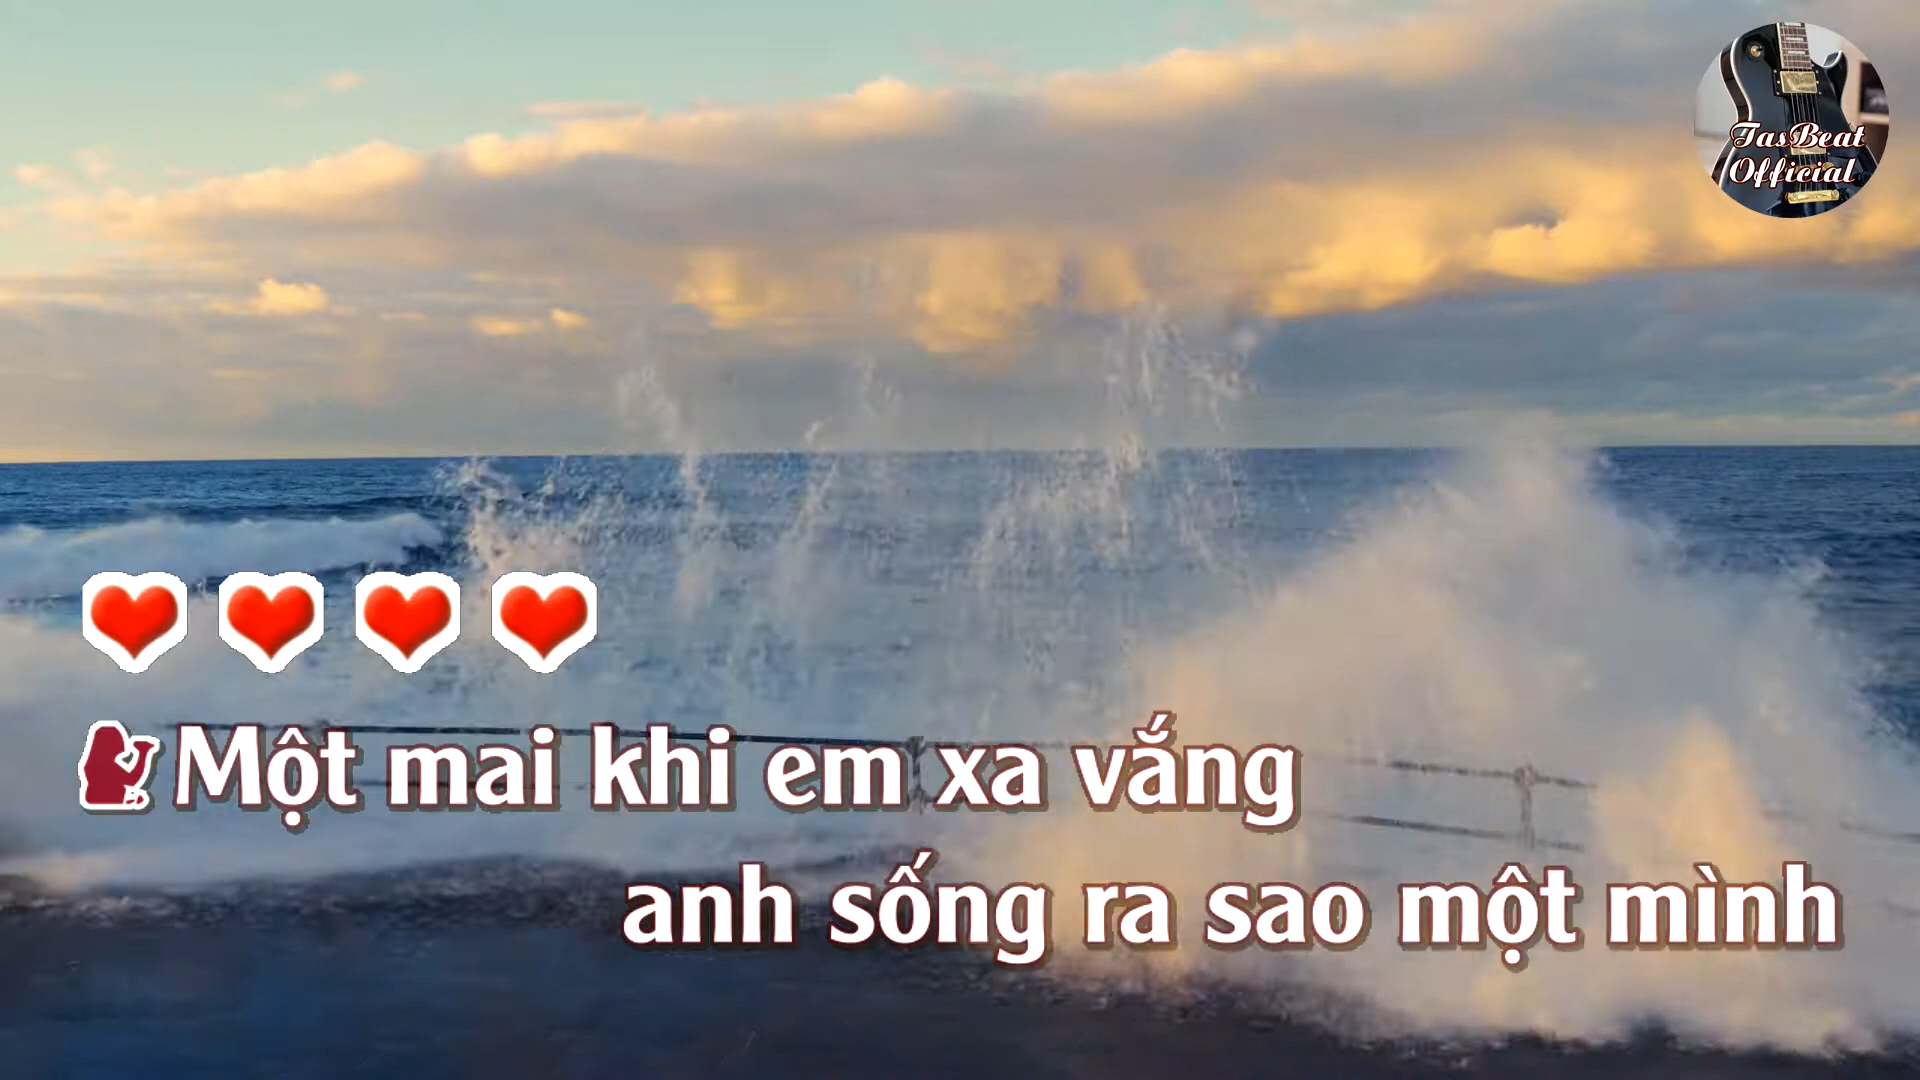 TasBeat
Official
Một mai khi em xa vắng
anh sống ra sao một mình